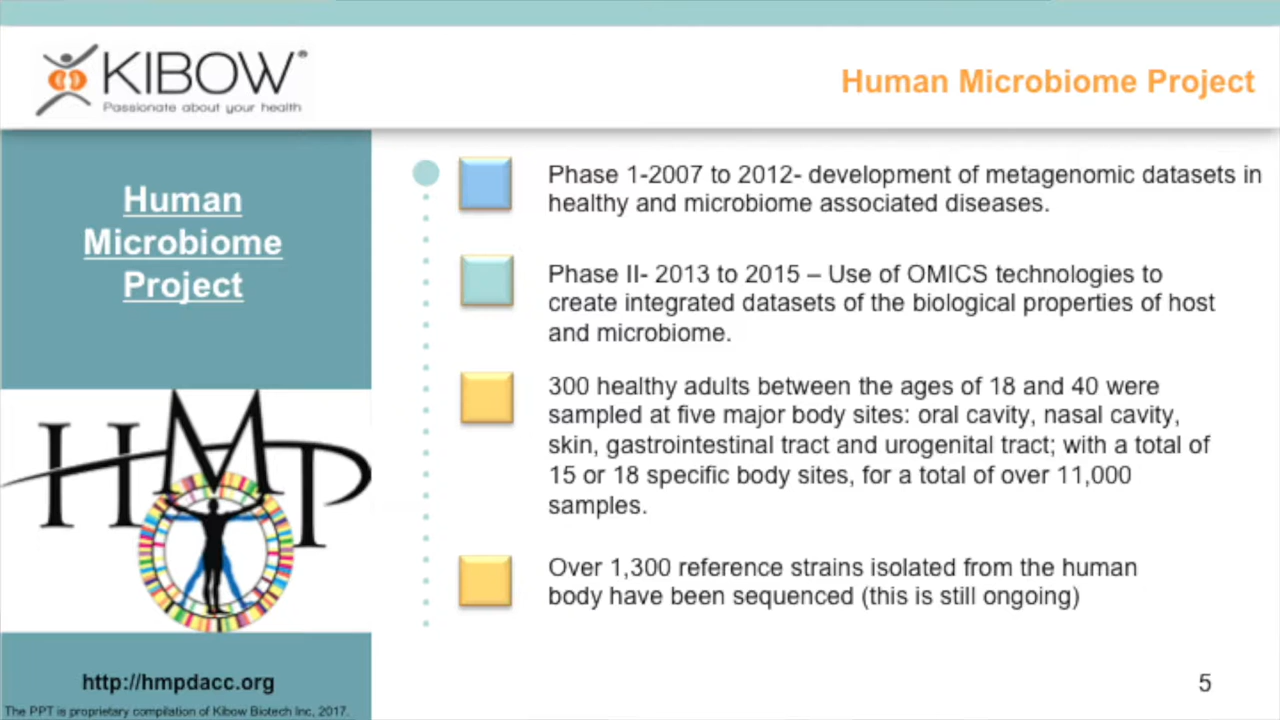 KIBOW®
Passionate about your health
Human Microbiome Project
Human
Microbiome
Project
Phase 1-2007 to 2012- development of metagenomic datasets in
healthy and microbiome associated diseases.
Phase II- 2013 to 2015 – Use of OMICS technologies to
create integrated datasets of the biological properties of host
and microbiome.
300 healthy adults between the ages of 18 and 40 were
sampled at five major body sites: oral cavity, nasal cavity,
skin, gastrointestinal tract and urogenital tract; with a total of
15 or 18 specific body sites, for a total of over 11,000
samples.
Over 1,300 reference strains isolated from the human
body have been sequenced (this is still ongoing)
HMP
http://hmpdacc.org
The PPT is proprietary compilation of Kibow Biotech Inc, 2017.
5